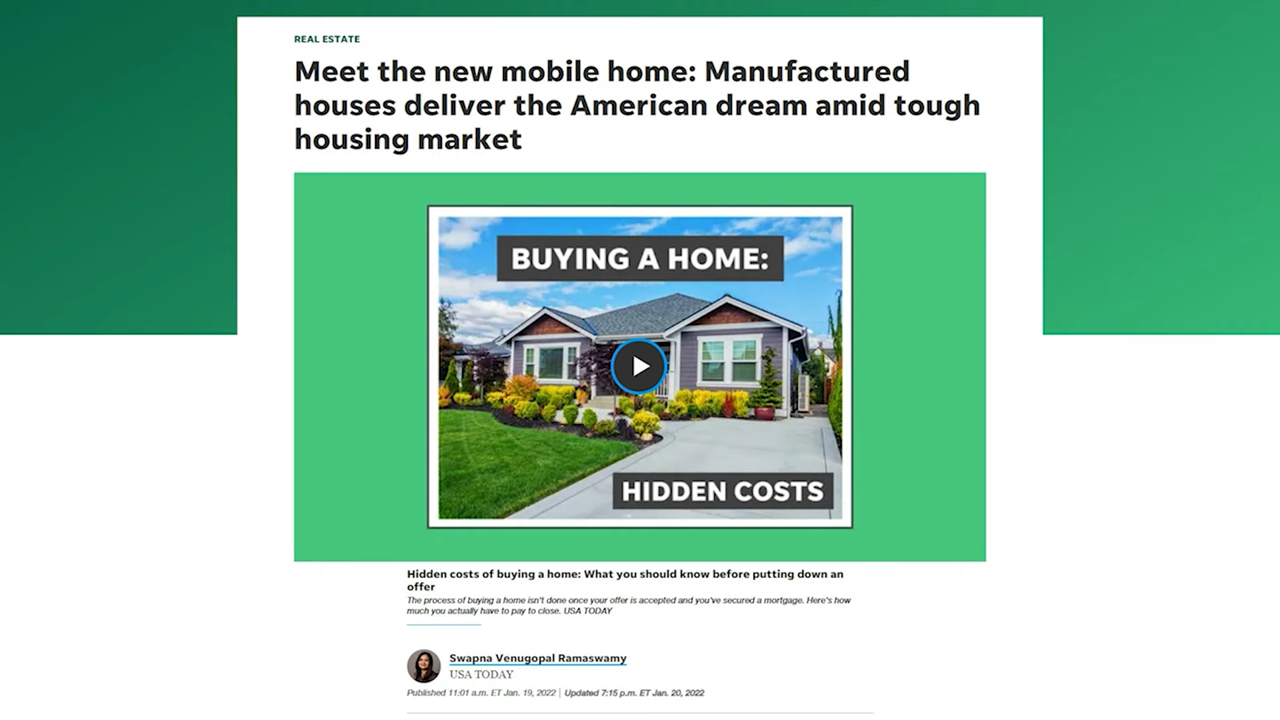 REAL ESTATE
Meet the new mobile home: Manufactured
houses deliver the American dream amid tough
housing market
BUYING A HOME:
HIDDEN COSTS
Hidden costs of buying a home: What you should know before putting down an
offer
The process of buying a home isn't done once your offer is accepted and you've secured a mortgage. Here's how
much you actually have to pay to close. USA TODAY
Swapna Venugopal Ramaswamy
USA TODAY
Published 11:01 a.m. ET Jan. 19, 2022 | Updated 7:15 p.m. ET Jan. 20, 2022